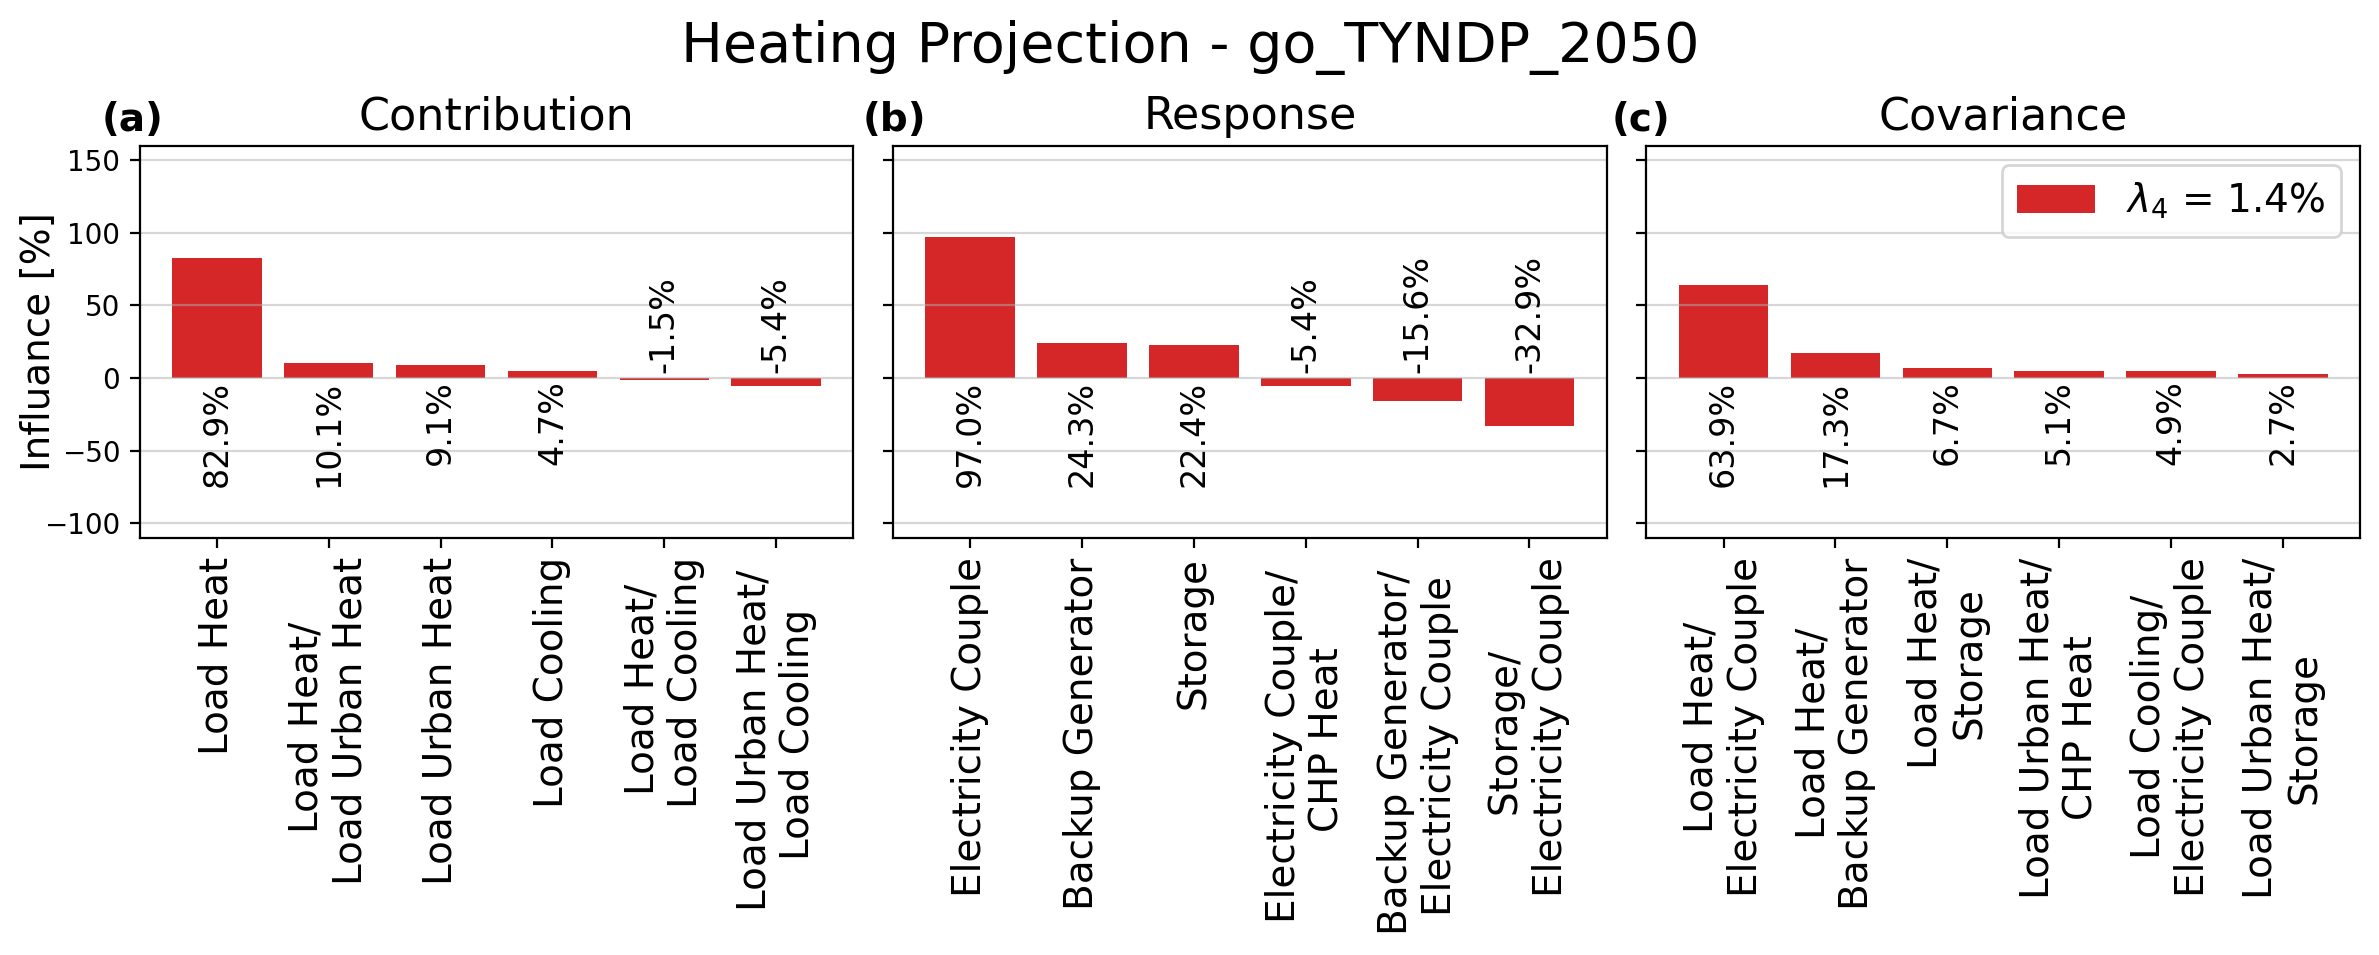 Heating Projection - go_TYNDP_2050
(a)
Contribution
(b)
Response
(c)
Covariance
Influance [%]
150
100
50
0
−50
−100
82.9%
10.1%
9.1%
4.7%
-1.5%
-5.4%
97.0%
24.3%
22.4%
-5.4%
-15.6%
-32.9%
λ4 = 1.4%
63.9%
17.3%
6.7%
5.1%
4.9%
2.7%
Load Heat
Load Heat/
Load Urban Heat
Load Urban Heat
Load Cooling
Load Heat/
Load Cooling
Load Urban Heat/
Load Cooling
Electricity Couple
Backup Generator
Storage
Electricity Couple/
CHP Heat
Backup Generator/
Electricity Couple
Storage/
Electricity Couple
Load Heat/
Electricity Couple
Load Heat/
Backup Generator
Load Heat/
Storage
Load Urban Heat/
CHP Heat
Load Cooling/
Electricity Couple
Load Urban Heat/
Storage